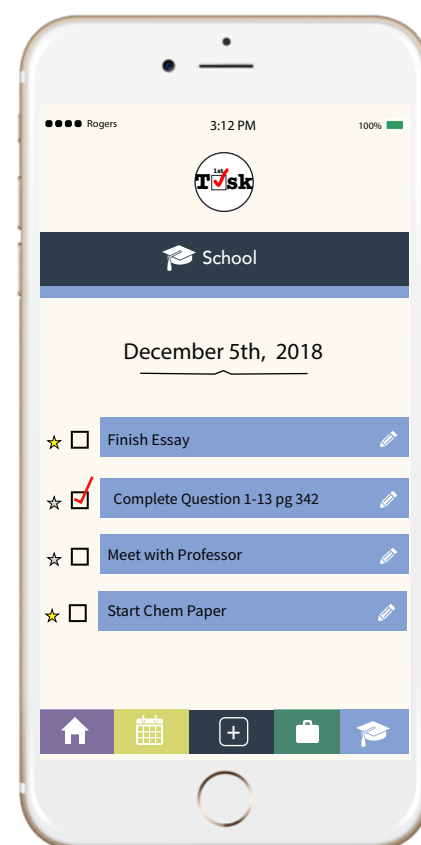 Rogers 3:12 PM 100%
1st
Task
School
December 5th, 2018
Finish Essay
Complete Question 1-13 pg 342
Meet with Professor
Start Chem Paper